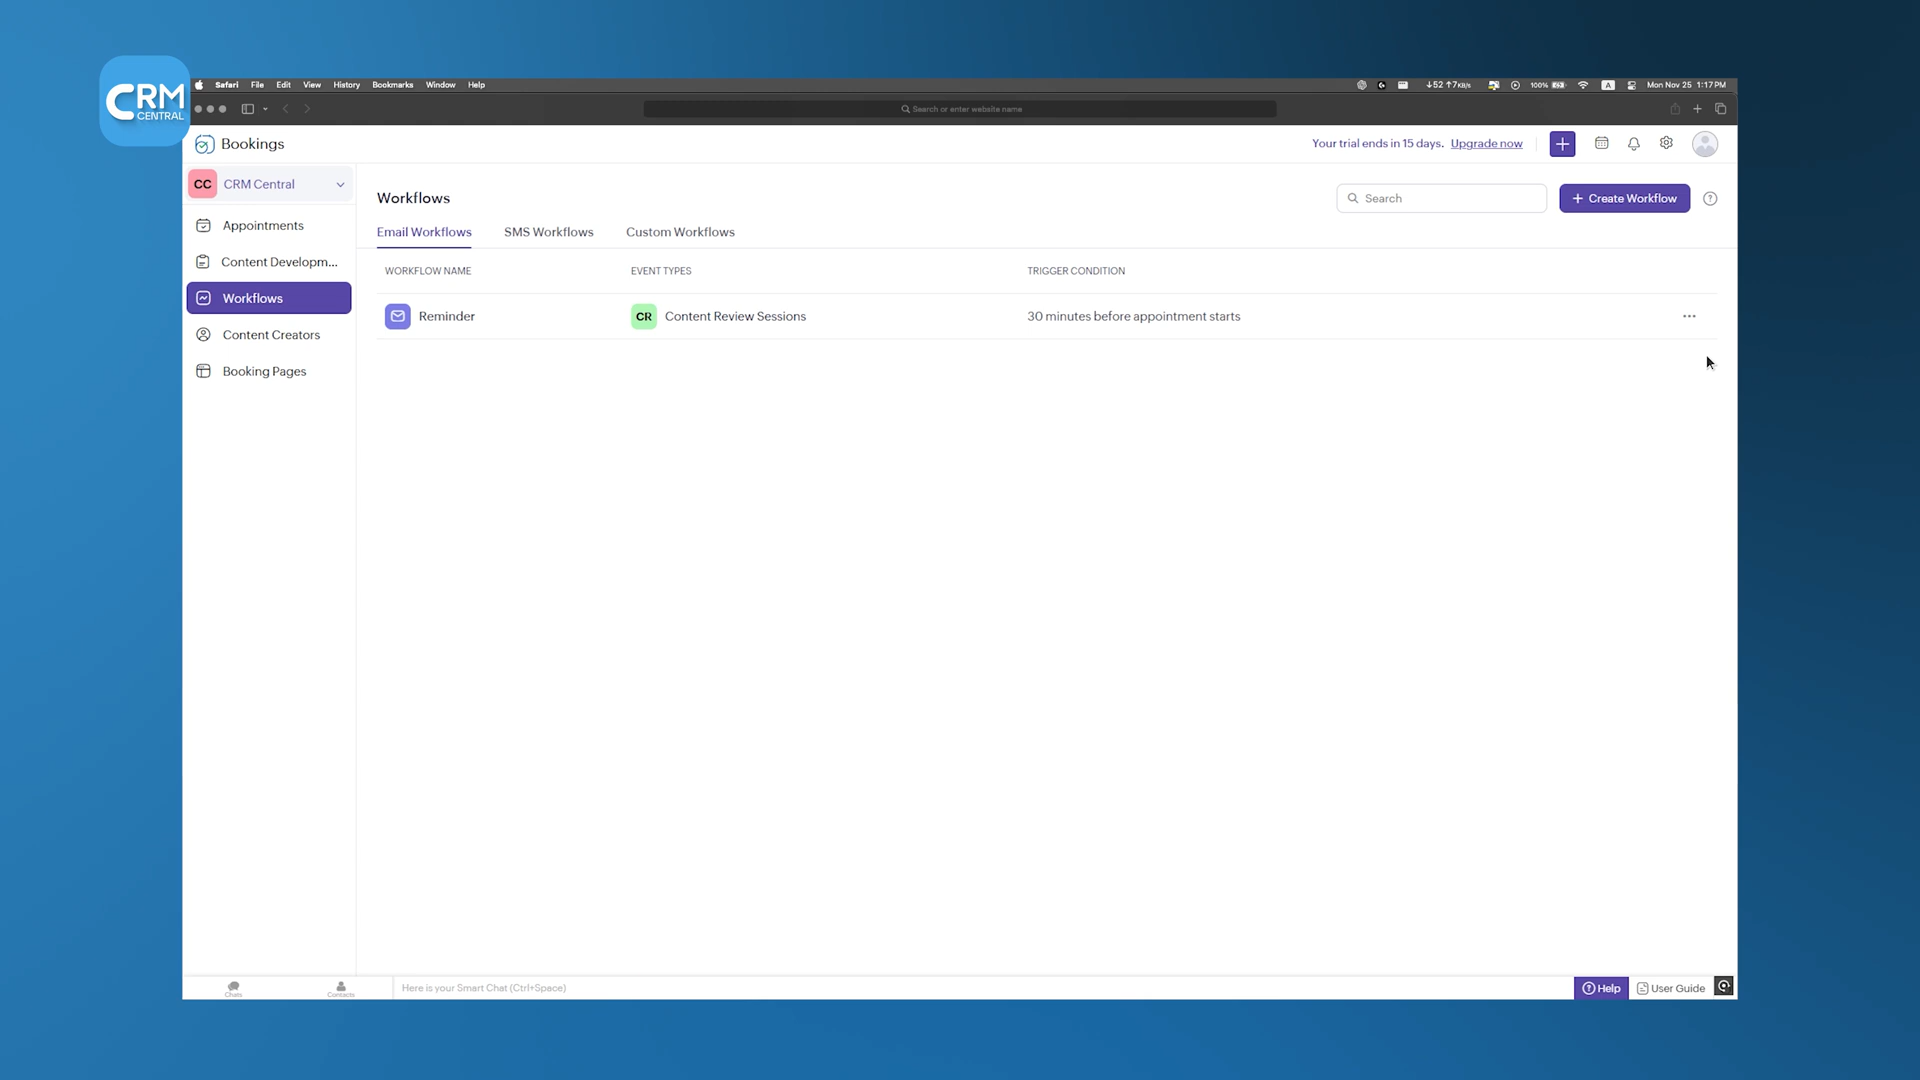 CRM
CENTRAL
Safari File Edit View History Bookmarks Window Help
↓52 ↑7KB/s 100% A Mon Nov 25 1:17 PM
Search or enter website name
Bookings
Your trial ends in 15 days. Upgrade now
CC CRM Central
Appointments
Content Developm...
Workflows
Content Creators
Booking Pages
Workflows
Search
+ Create Workflow
Email Workflows SMS Workflows Custom Workflows
WORKFLOW NAME EVENT TYPES TRIGGER CONDITION
Reminder CR Content Review Sessions 30 minutes before appointment starts
Chats
Contacts
Here is your Smart Chat (Ctrl+Space)
Help
User Guide